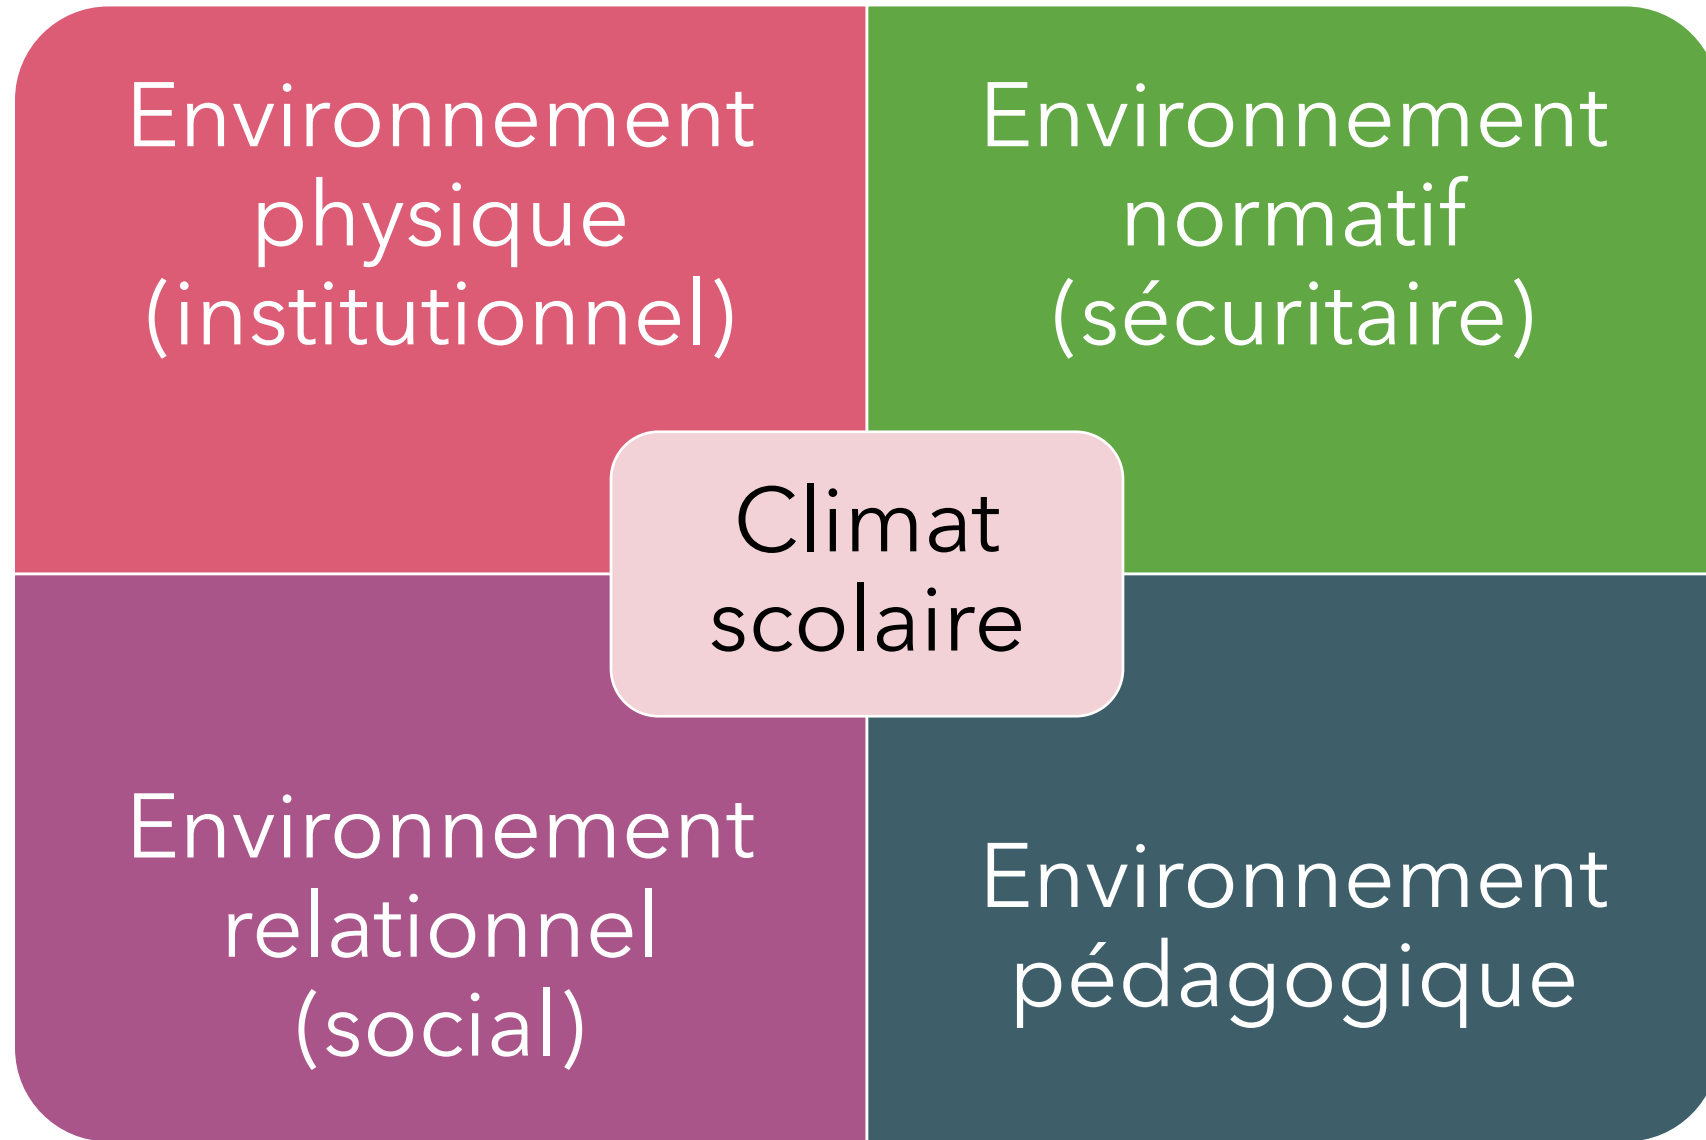 Environnement
physique
(institutionnel)
Environnement
normatif
(sécuritaire)
Climat
scolaire
Environnement
relationnel
(social)
Environnement
pédagogique